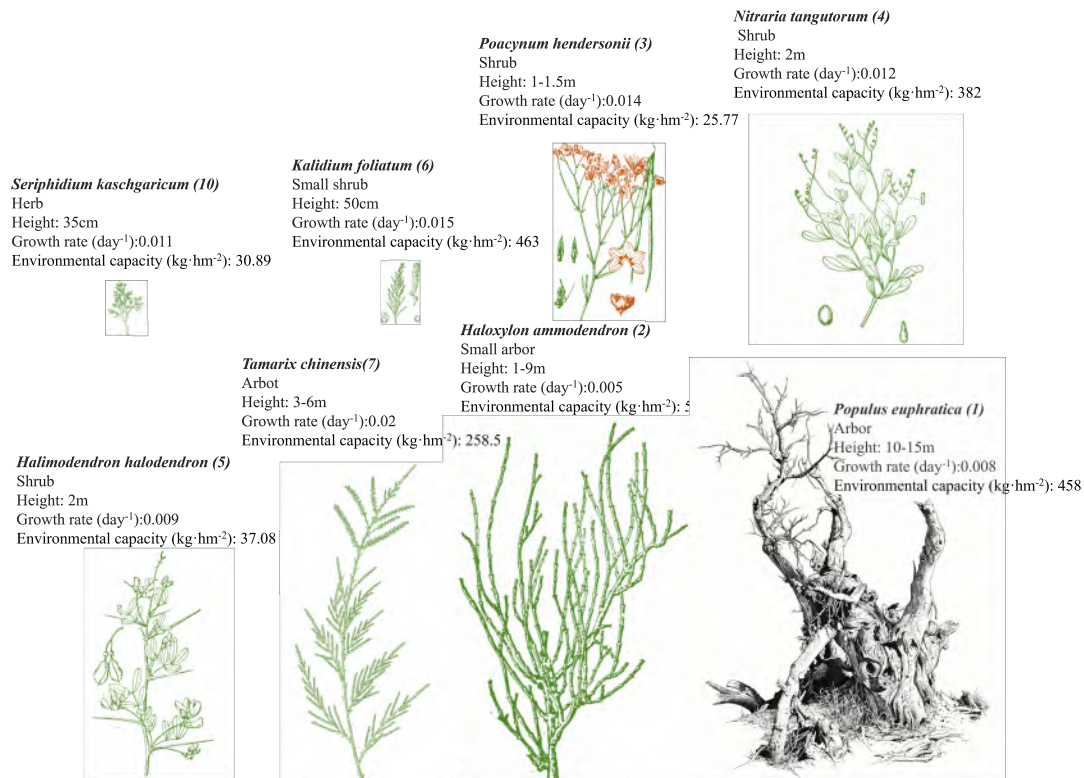 Nitraria tangutorum (4)
Shrub
Height: 2m
Growth rate (day⁻¹):0.012
Environmental capacity (kg·hm⁻²): 382
Poacynum hendersonii (3)
Shrub
Height: 1-1.5m
Growth rate (day⁻¹):0.014
Environmental capacity (kg·hm⁻²): 25.77
Kalidium foliatum (6)
Small shrub
Height: 50cm
Growth rate (day⁻¹):0.015
Environmental capacity (kg·hm⁻²): 463
Seriphidium kaschgaricum (10)
Herb
Height: 35cm
Growth rate (day⁻¹):0.011
Environmental capacity (kg·hm⁻²): 30.89
Haloxylon ammodendron (2)
Small arbor
Height: 1-9m
Growth rate (day⁻¹):0.005
Environmental capacity (kg·hm⁻²):
Tamarix chinensis(7)
Arbot
Height: 3-6m
Growth rate (day⁻¹):0.02
Environmental capacity (kg·hm⁻²): 258.5
Populus euphratica (1)
Arbor
Height: 10-15m
Growth rate (day⁻¹):0.008
Environmental capacity (kg·hm⁻²): 458
Halimodendron halodendron (5)
Shrub
Height: 2m
Growth rate (day⁻¹):0.009
Environmental capacity (kg·hm⁻²): 37.08